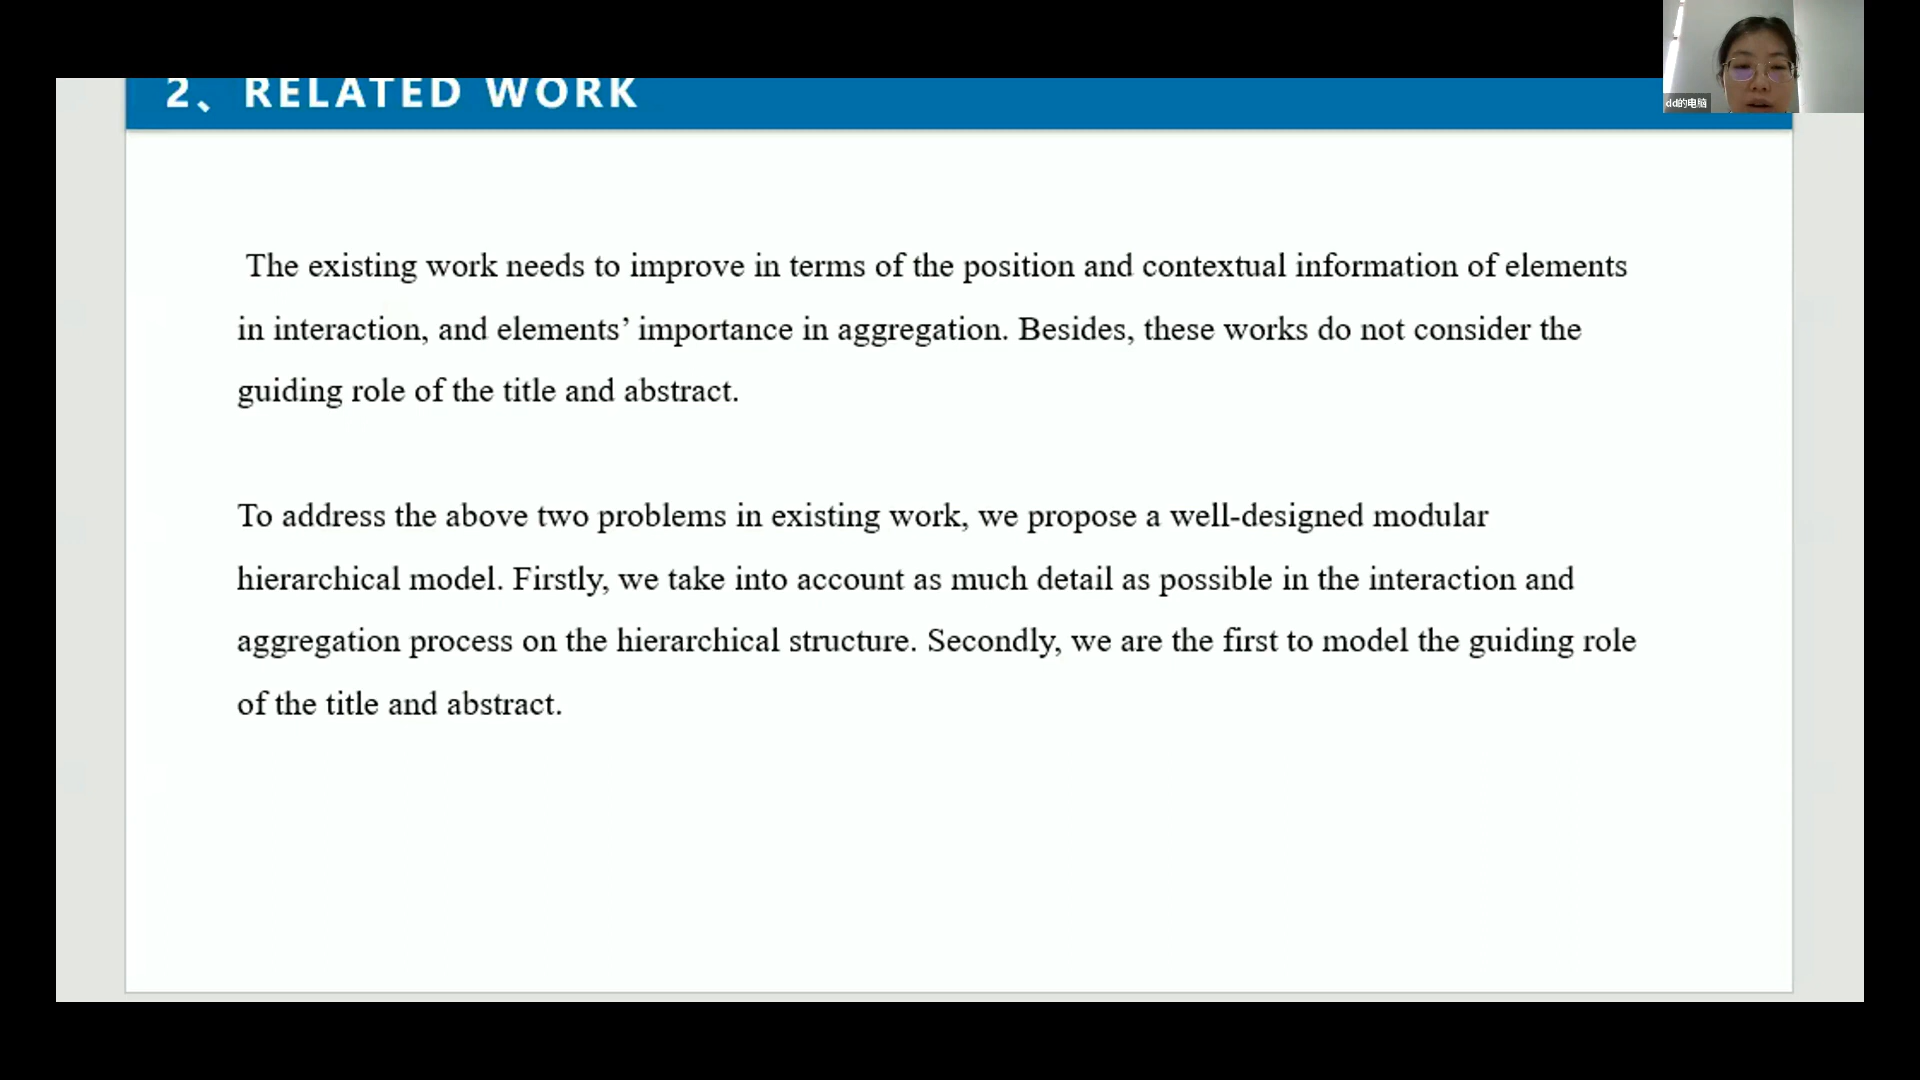 2、RELATED WORK
dd的电脑
The existing work needs to improve in terms of the position and contextual information of elements
in interaction, and elements’ importance in aggregation. Besides, these works do not consider the
guiding role of the title and abstract.
To address the above two problems in existing work, we propose a well-designed modular
hierarchical model. Firstly, we take into account as much detail as possible in the interaction and
aggregation process on the hierarchical structure. Secondly, we are the first to model the guiding role
of the title and abstract.